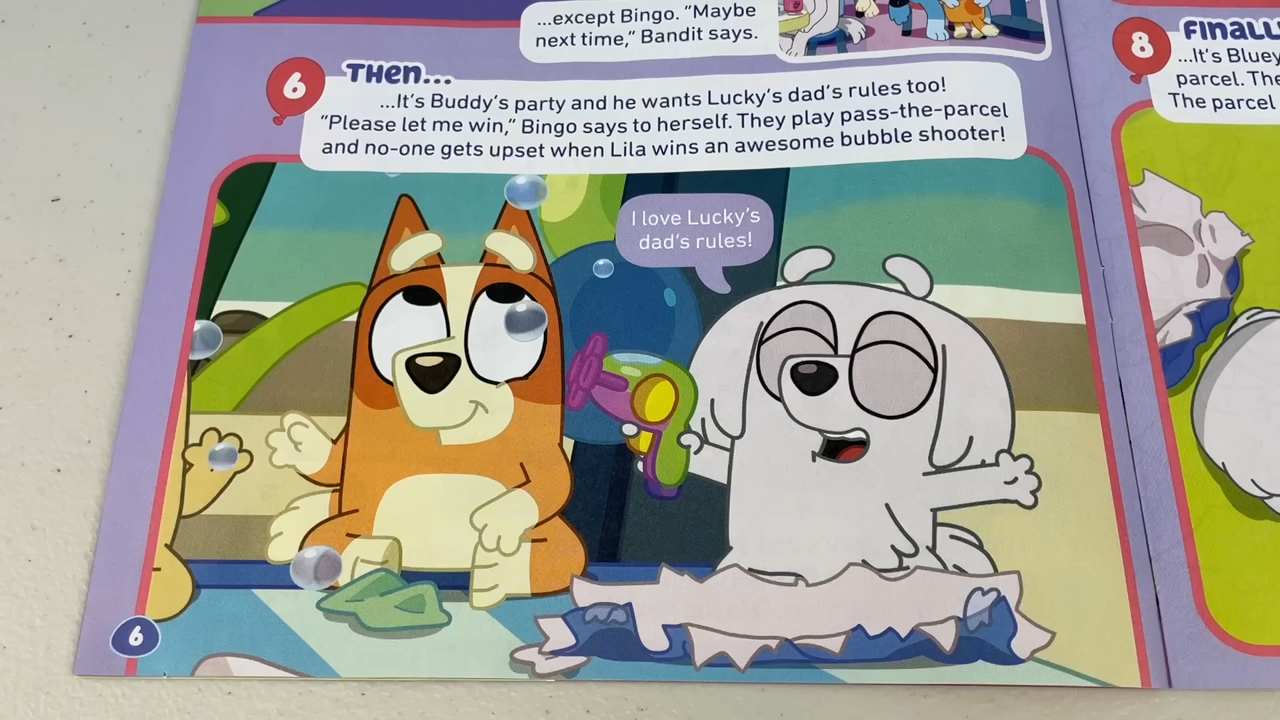 ...except Bingo. "Maybe
next time," Bandit says.
6
THEN...
...It's Buddy's party and he wants Lucky's dad's rules too!
"Please let me win," Bingo says to herself. They play pass-the-parcel
and no-one gets upset when Lila wins an awesome bubble shooter!
I love Lucky's
dad's rules!
6
8
...It's Bluey
parcel. The
The parcel